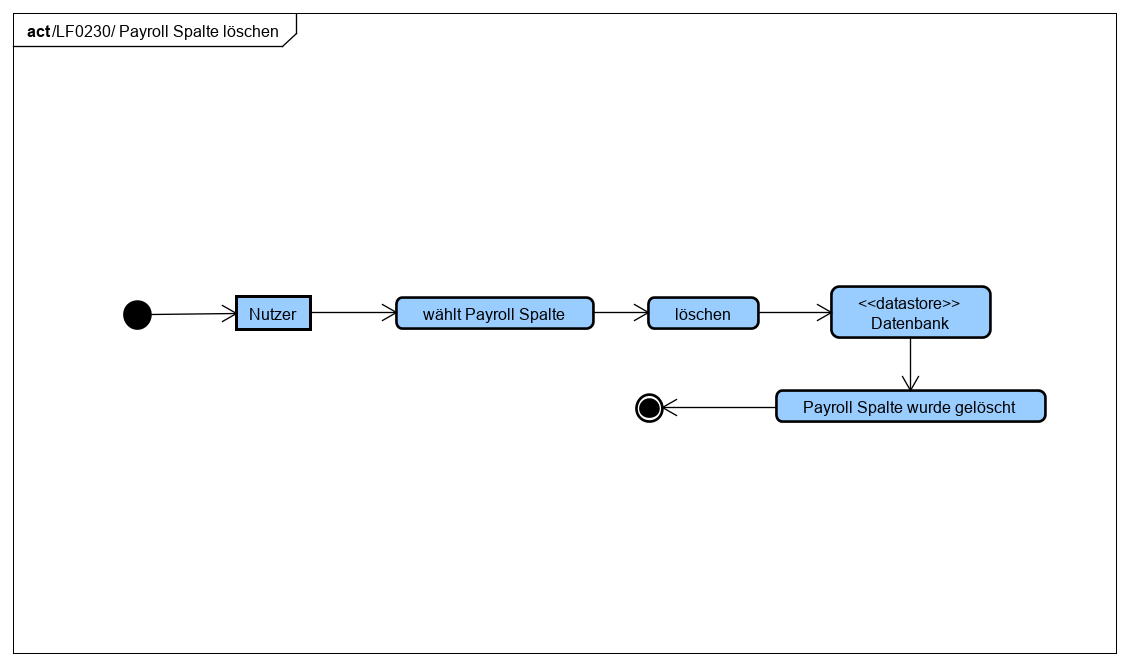 act /LF0230/ Payroll Spalte löschen
Nutzer
wählt Payroll Spalte
löschen
<<datastore>>
Datenbank
Payroll Spalte wurde gelöscht